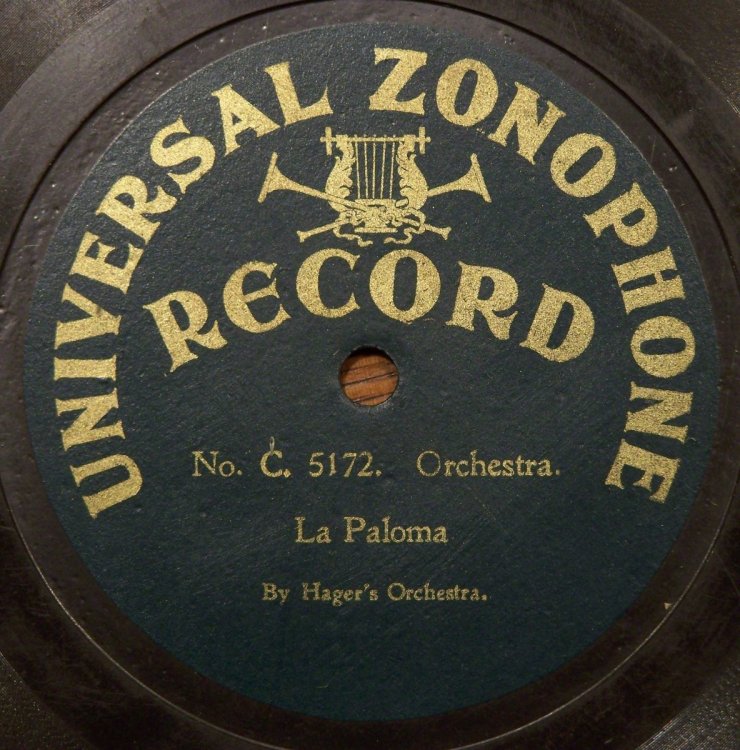 UNIVERSAL ZONOPHONE
RECORD
No. C. 5172. Orchestra.
La Paloma
By Hager's Orchestra.